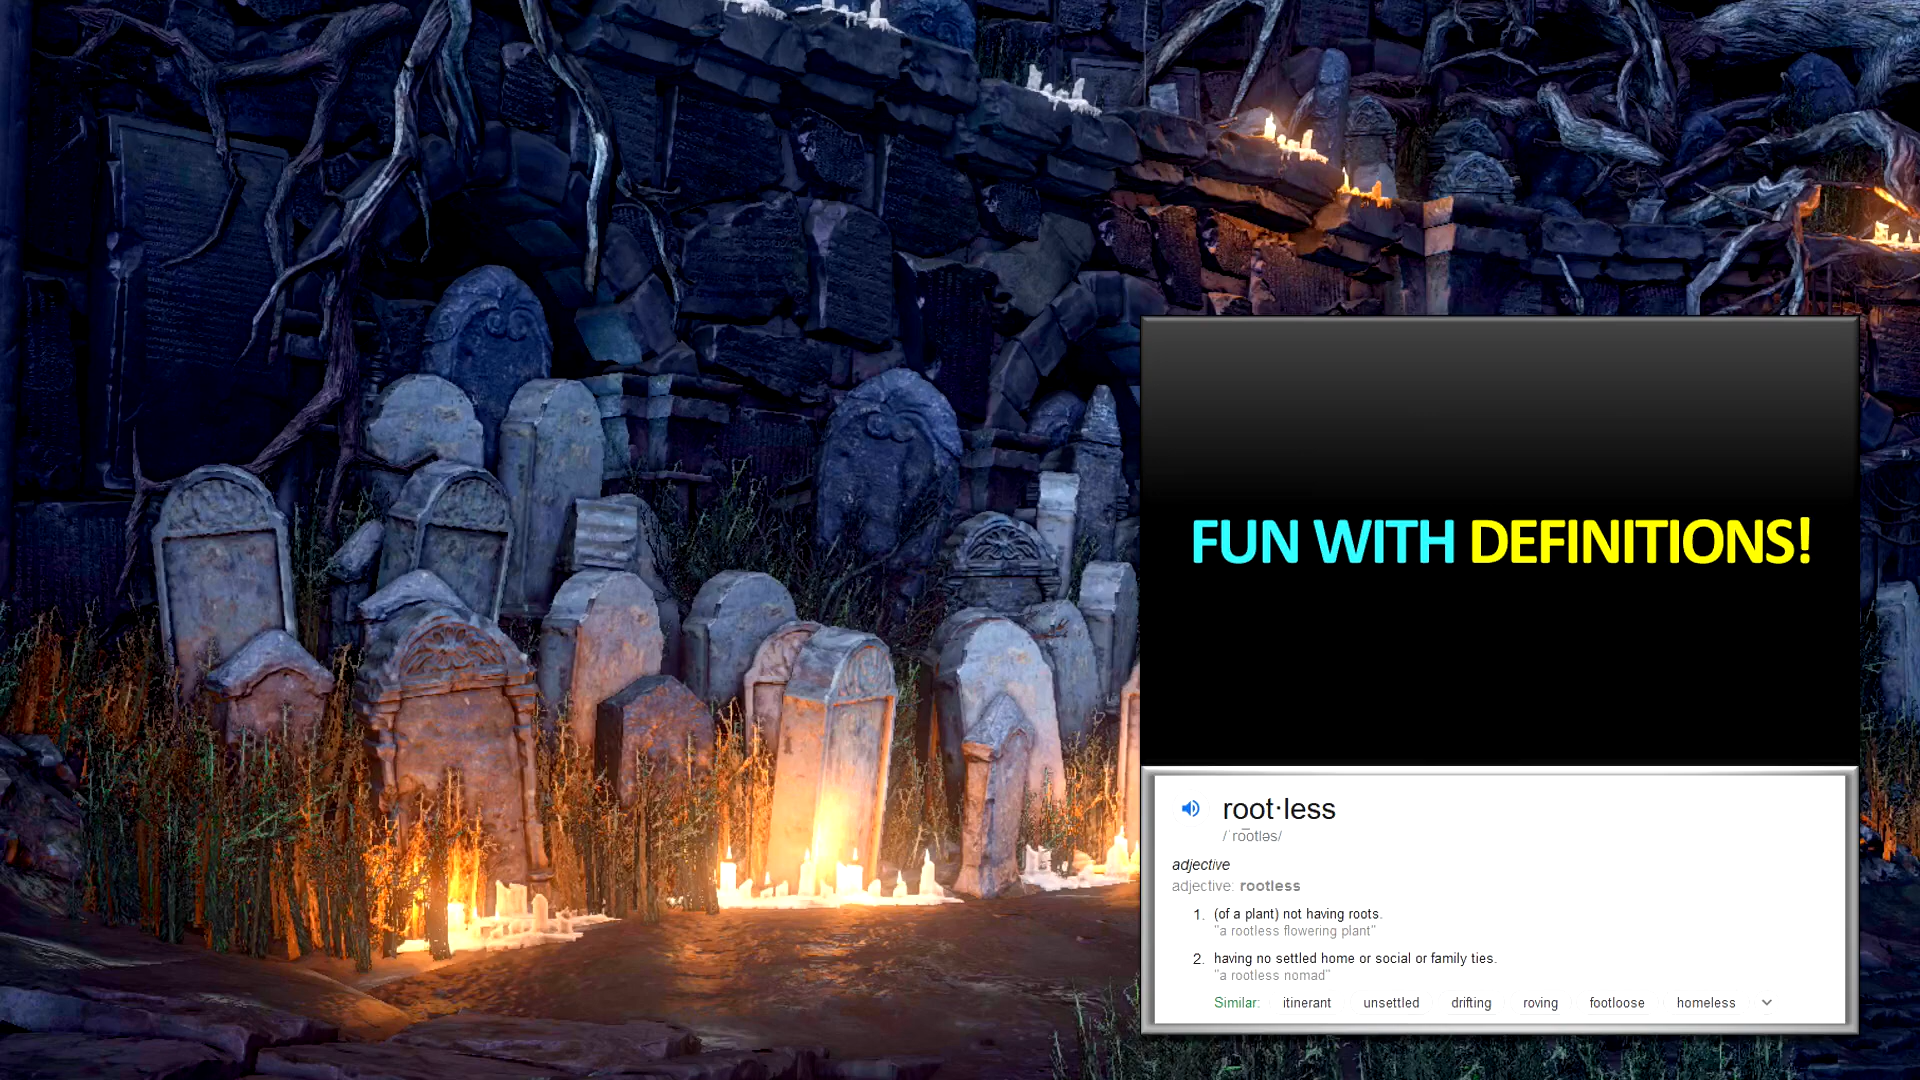 FUN WITH DEFINITIONS!
root·less
/ˈro͞otləs/
adjective
adjective: rootless
1. (of a plant) not having roots.
"a rootless flowering plant"
2. having no settled home or social or family ties.
"a rootless nomad"
Similar: itinerant unsettled drifting roving footloose homeless